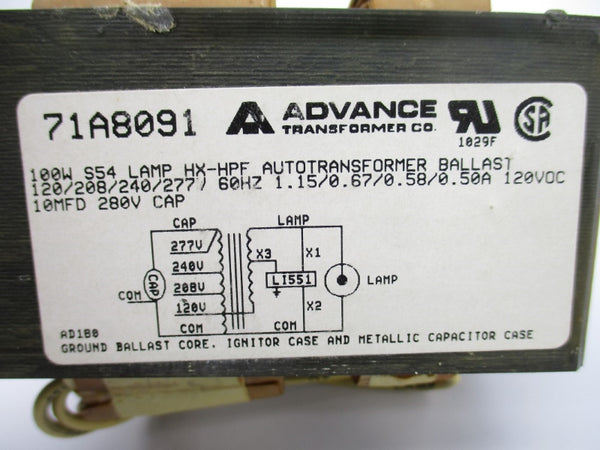 71A8091
ADVANCE
TRANSFORMER CO.
1029F
100W S54 LAMP HX-HPF AUTOTRANSFORMER BALLAST
120/208/240/277/ 60HZ 1.15/0.67/0.58/0.50A 120VOC
10MFD 280V CAP
CAP
LAMP
277V
240V
208V
120V
COM
CAP
COM
X3
X1
LI551
X2
LAMP
COM
AD1B0
GROUND BALLAST CORE, IGNITOR CASE AND METALLIC CAPACITOR CASE